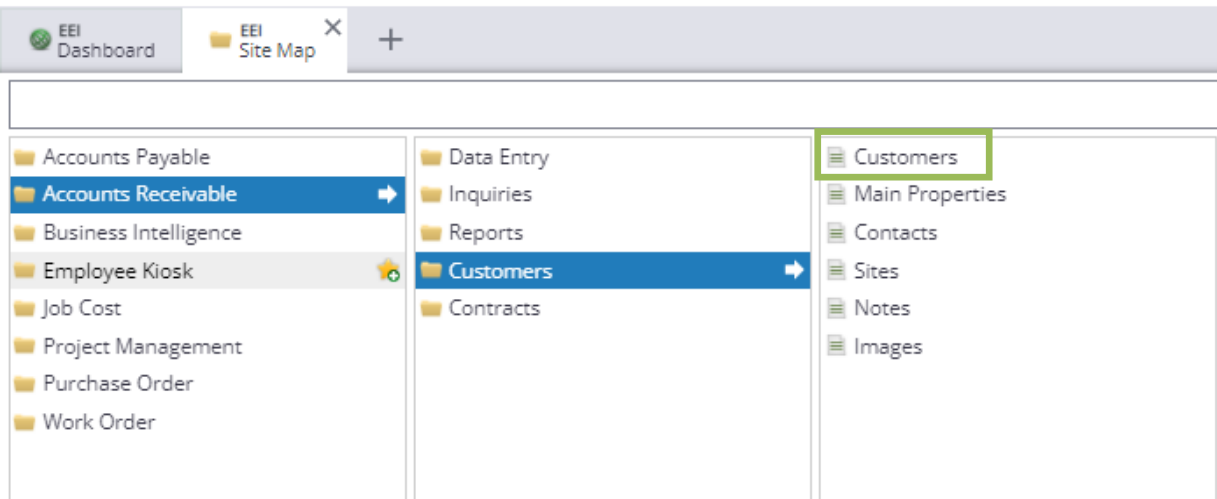 EEI
Dashboard
EEI
Site Map
Accounts Payable
Accounts Receivable
Business Intelligence
Employee Kiosk
Job Cost
Project Management
Purchase Order
Work Order
Data Entry
Inquiries
Reports
Customers
Contracts
Customers
Main Properties
Contacts
Sites
Notes
Images